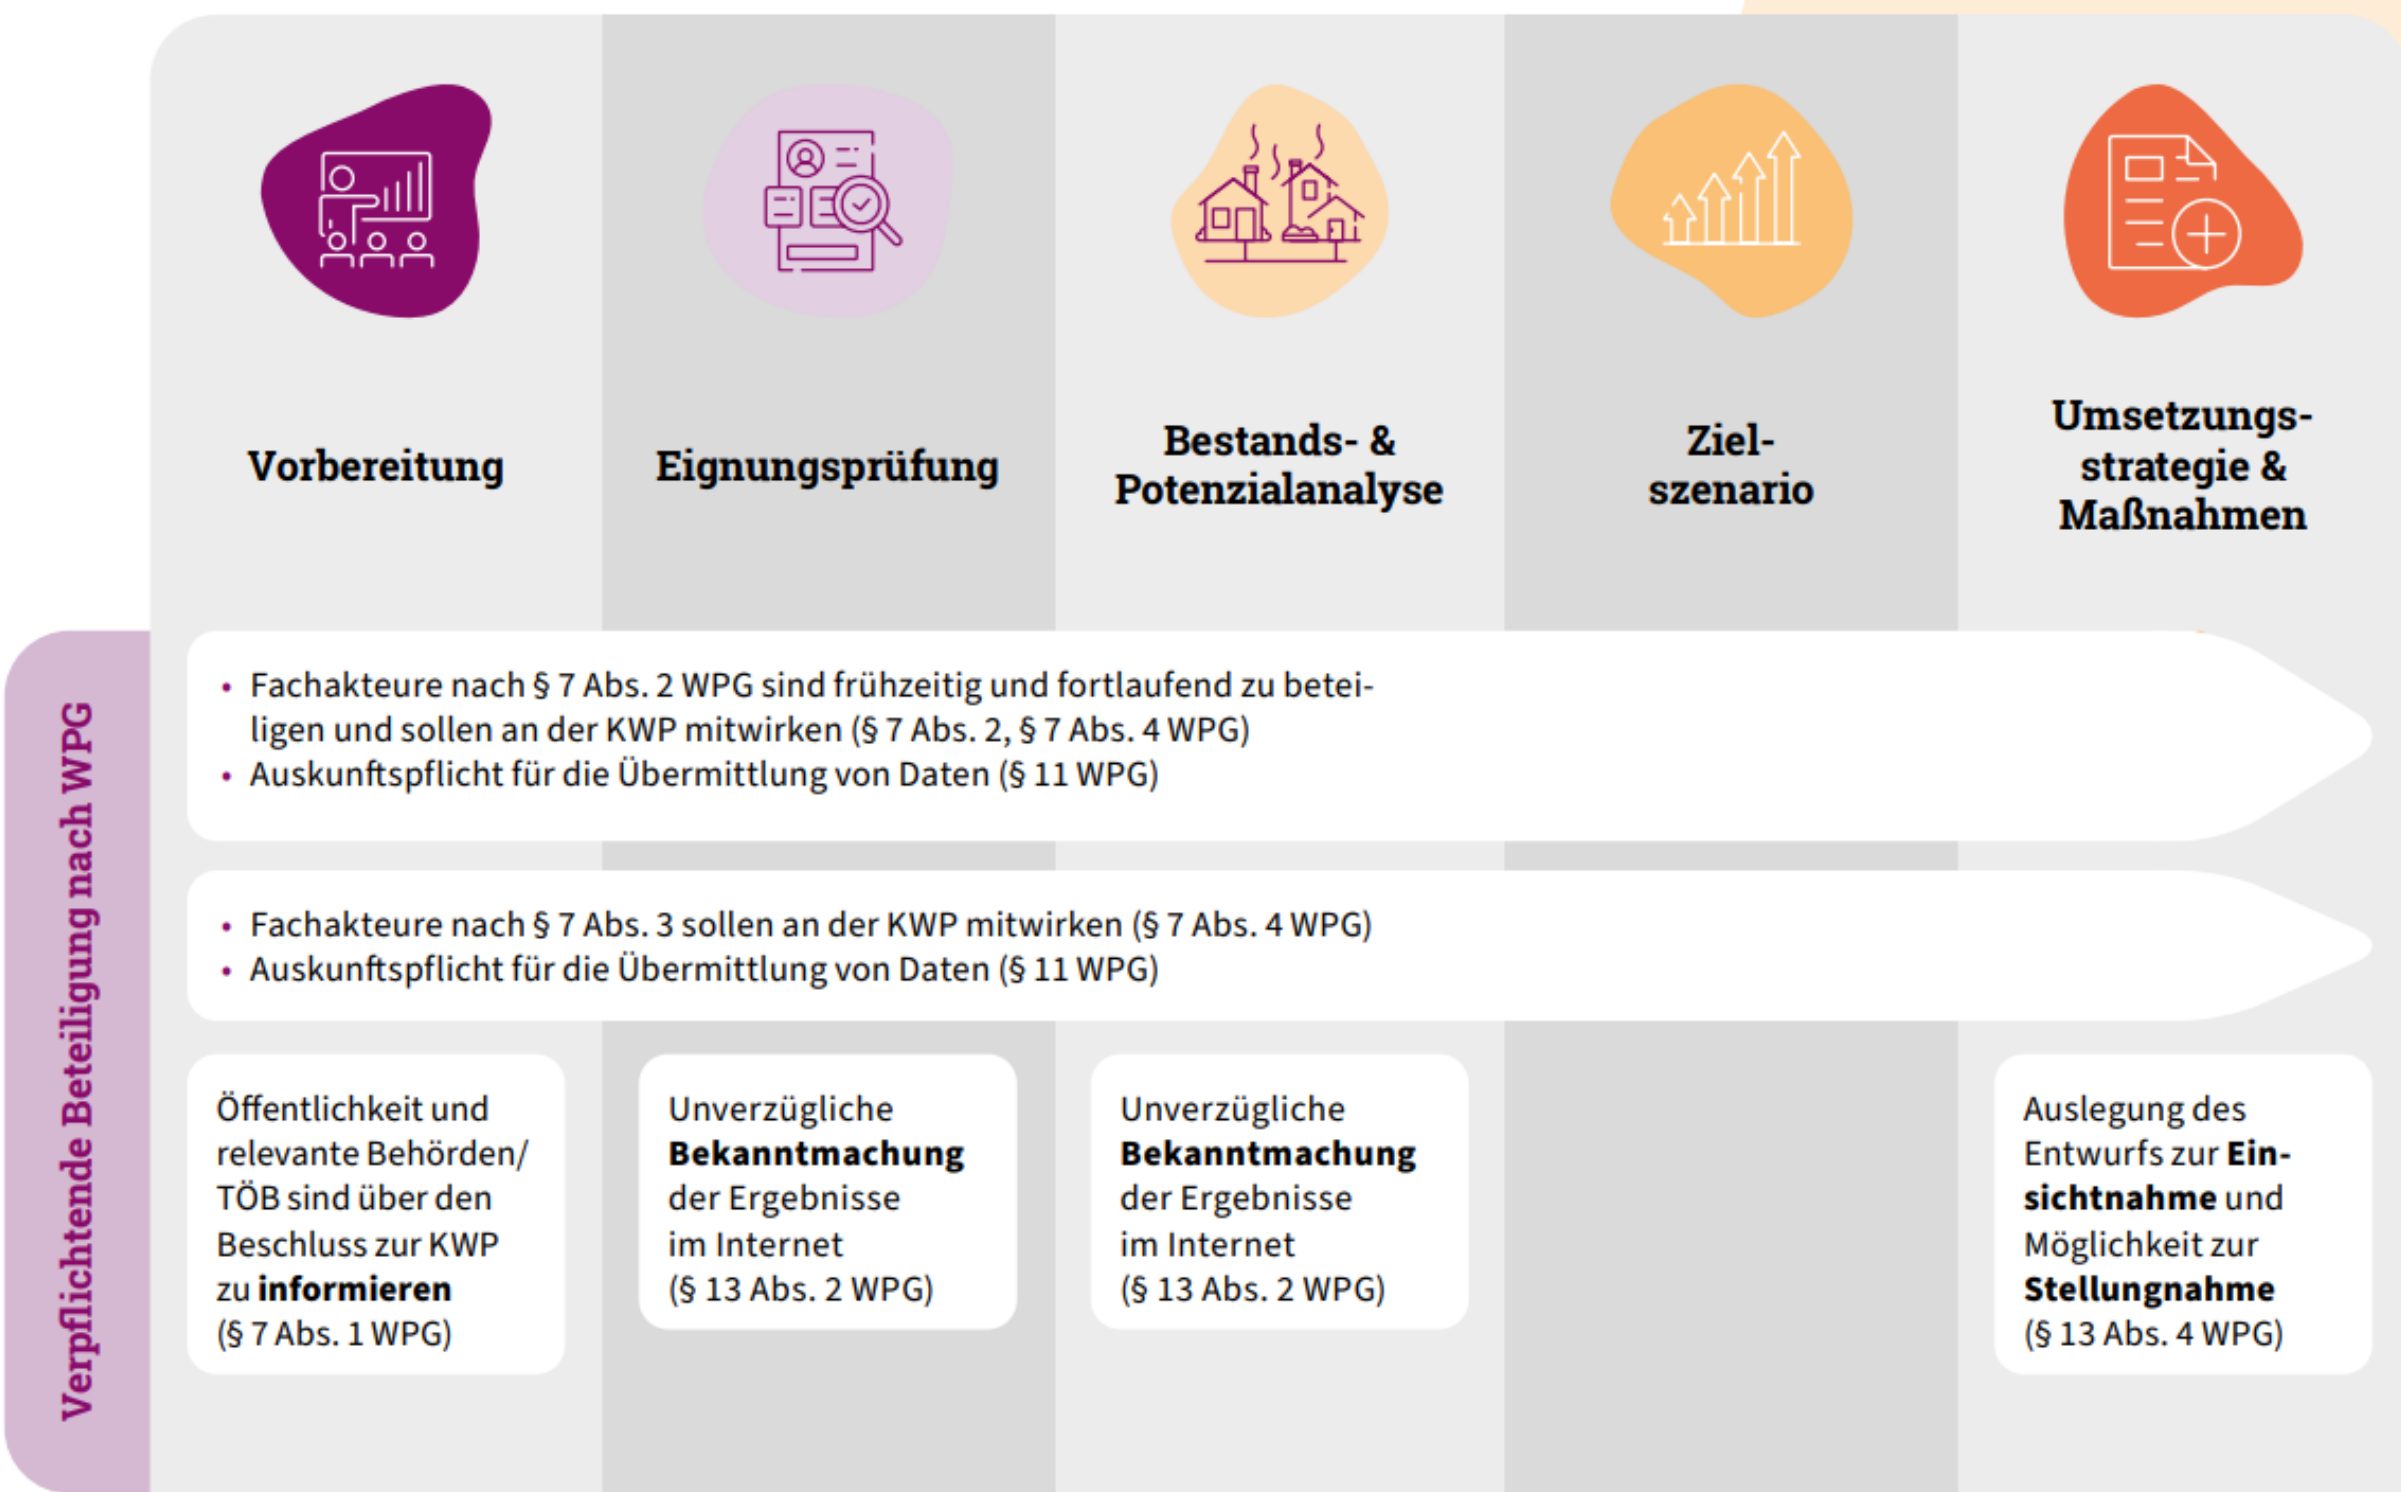 Vorbereitung
Eignungsprüfung
Bestands- &
Potenzialanalyse
Ziel-
szenario
Umsetzungs-
strategie &
Maßnahmen
Verpflichtende Beteiligung nach WPG
• Fachakteure nach § 7 Abs. 2 WPG sind frühzeitig und fortlaufend zu betei-
ligen und sollen an der KWP mitwirken (§ 7 Abs. 2, § 7 Abs. 4 WPG)
• Auskunftspflicht für die Übermittlung von Daten (§ 11 WPG)
• Fachakteure nach § 7 Abs. 3 sollen an der KWP mitwirken (§ 7 Abs. 4 WPG)
• Auskunftspflicht für die Übermittlung von Daten (§ 11 WPG)
Öffentlichkeit und
relevante Behörden/
TÖB sind über den
Beschluss zur KWP
zu informieren
(§ 7 Abs. 1 WPG)
Unverzügliche
Bekanntmachung
der Ergebnisse
im Internet
(§ 13 Abs. 2 WPG)
Unverzügliche
Bekanntmachung
der Ergebnisse
im Internet
(§ 13 Abs. 2 WPG)
Auslegung des
Entwurfs zur Ein-
sichtnahme und
Möglichkeit zur
Stellungnahme
(§ 13 Abs. 4 WPG)